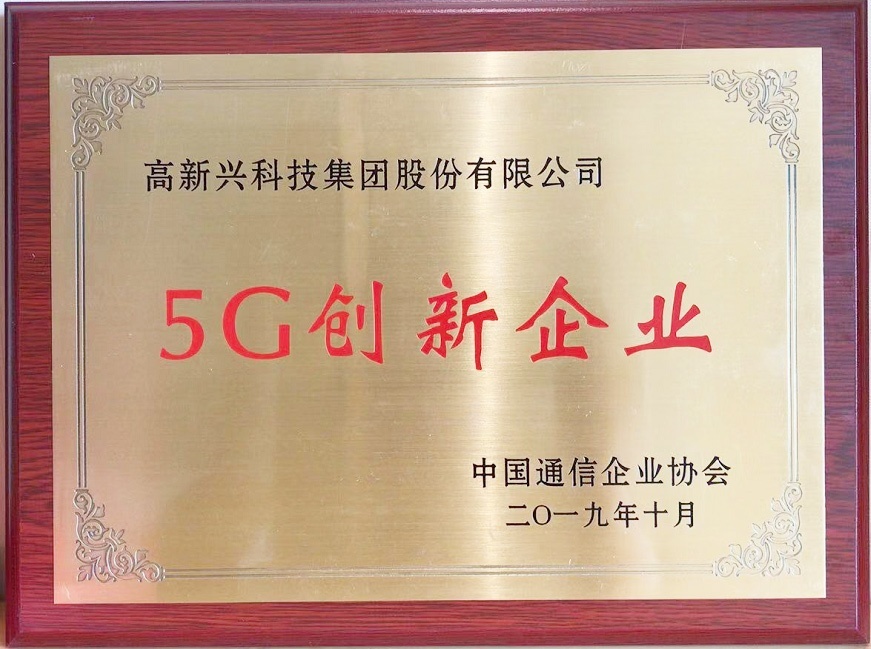 高新兴科技集团股份有限公司
5G创新企业
中国通信企业协会
二O一九年十月